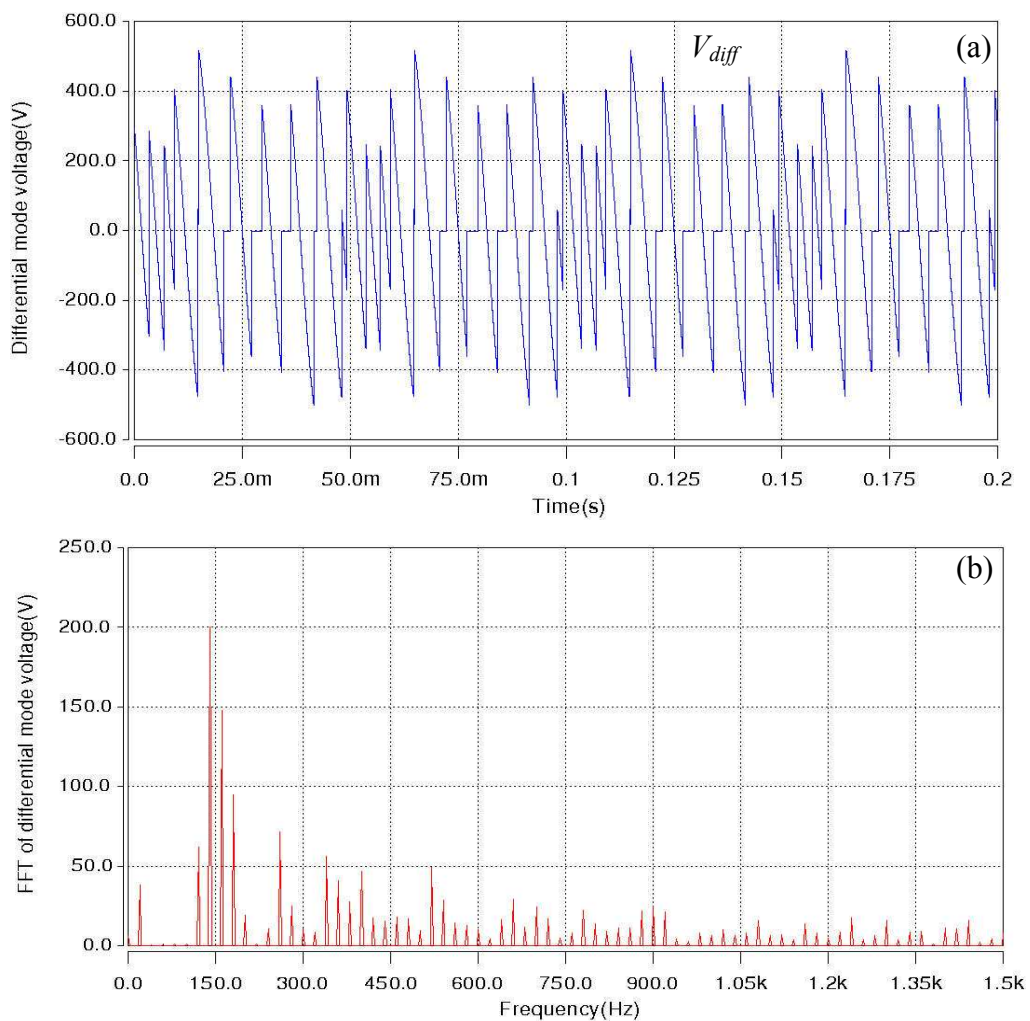 600.0
400.0
200.0
0.0
-200.0
-400.0
-600.0
Differential mode voltage(V)
V_diff
(a)
0.0 25.0m 50.0m 75.0m 0.1 0.125 0.15 0.175 0.2
Time(s)
250.0
200.0
150.0
100.0
50.0
0.0
FFT of differential mode voltage(V)
(b)
0.0 150.0 300.0 450.0 600.0 750.0 900.0 1.05k 1.2k 1.35k 1.5k
Frequency(Hz)